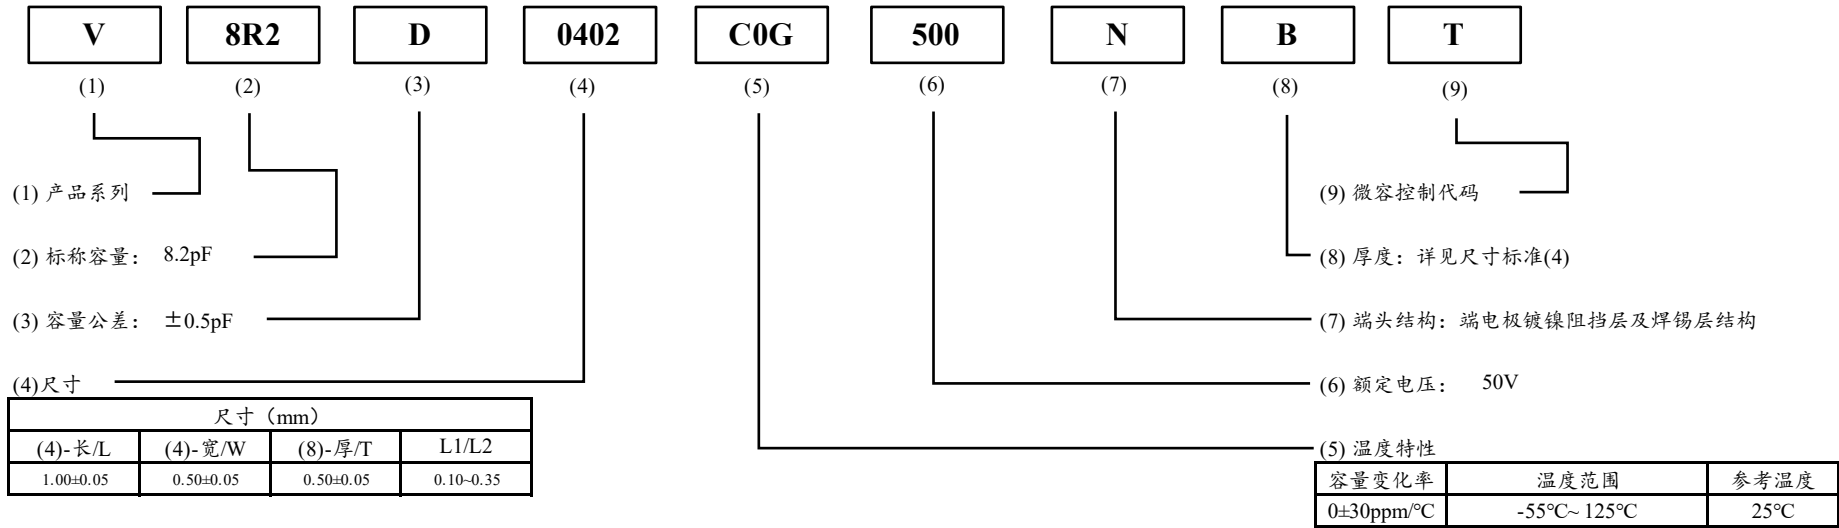 V 8R2 D 0402 C0G 500 N B T
(1) (2) (3) (4) (5) (6) (7) (8) (9)
(1) 产品系列
(9) 微容控制代码
(2) 标称容量： 8.2pF
(8) 厚度：详见尺寸标准(4)
(3) 容量公差： ±0.5pF
(7) 端头结构：端电极镀镍阻挡层及焊锡层结构
(4)尺寸
(6) 额定电压： 50V
尺寸（mm）
(4)-长/L (4)-宽/W (8)-厚/T L1/L2
1.00±0.05 0.50±0.05 0.50±0.05 0.10~0.35
(5) 温度特性
容量变化率 温度范围 参考温度
0±30ppm/℃ -55℃~ 125℃ 25℃